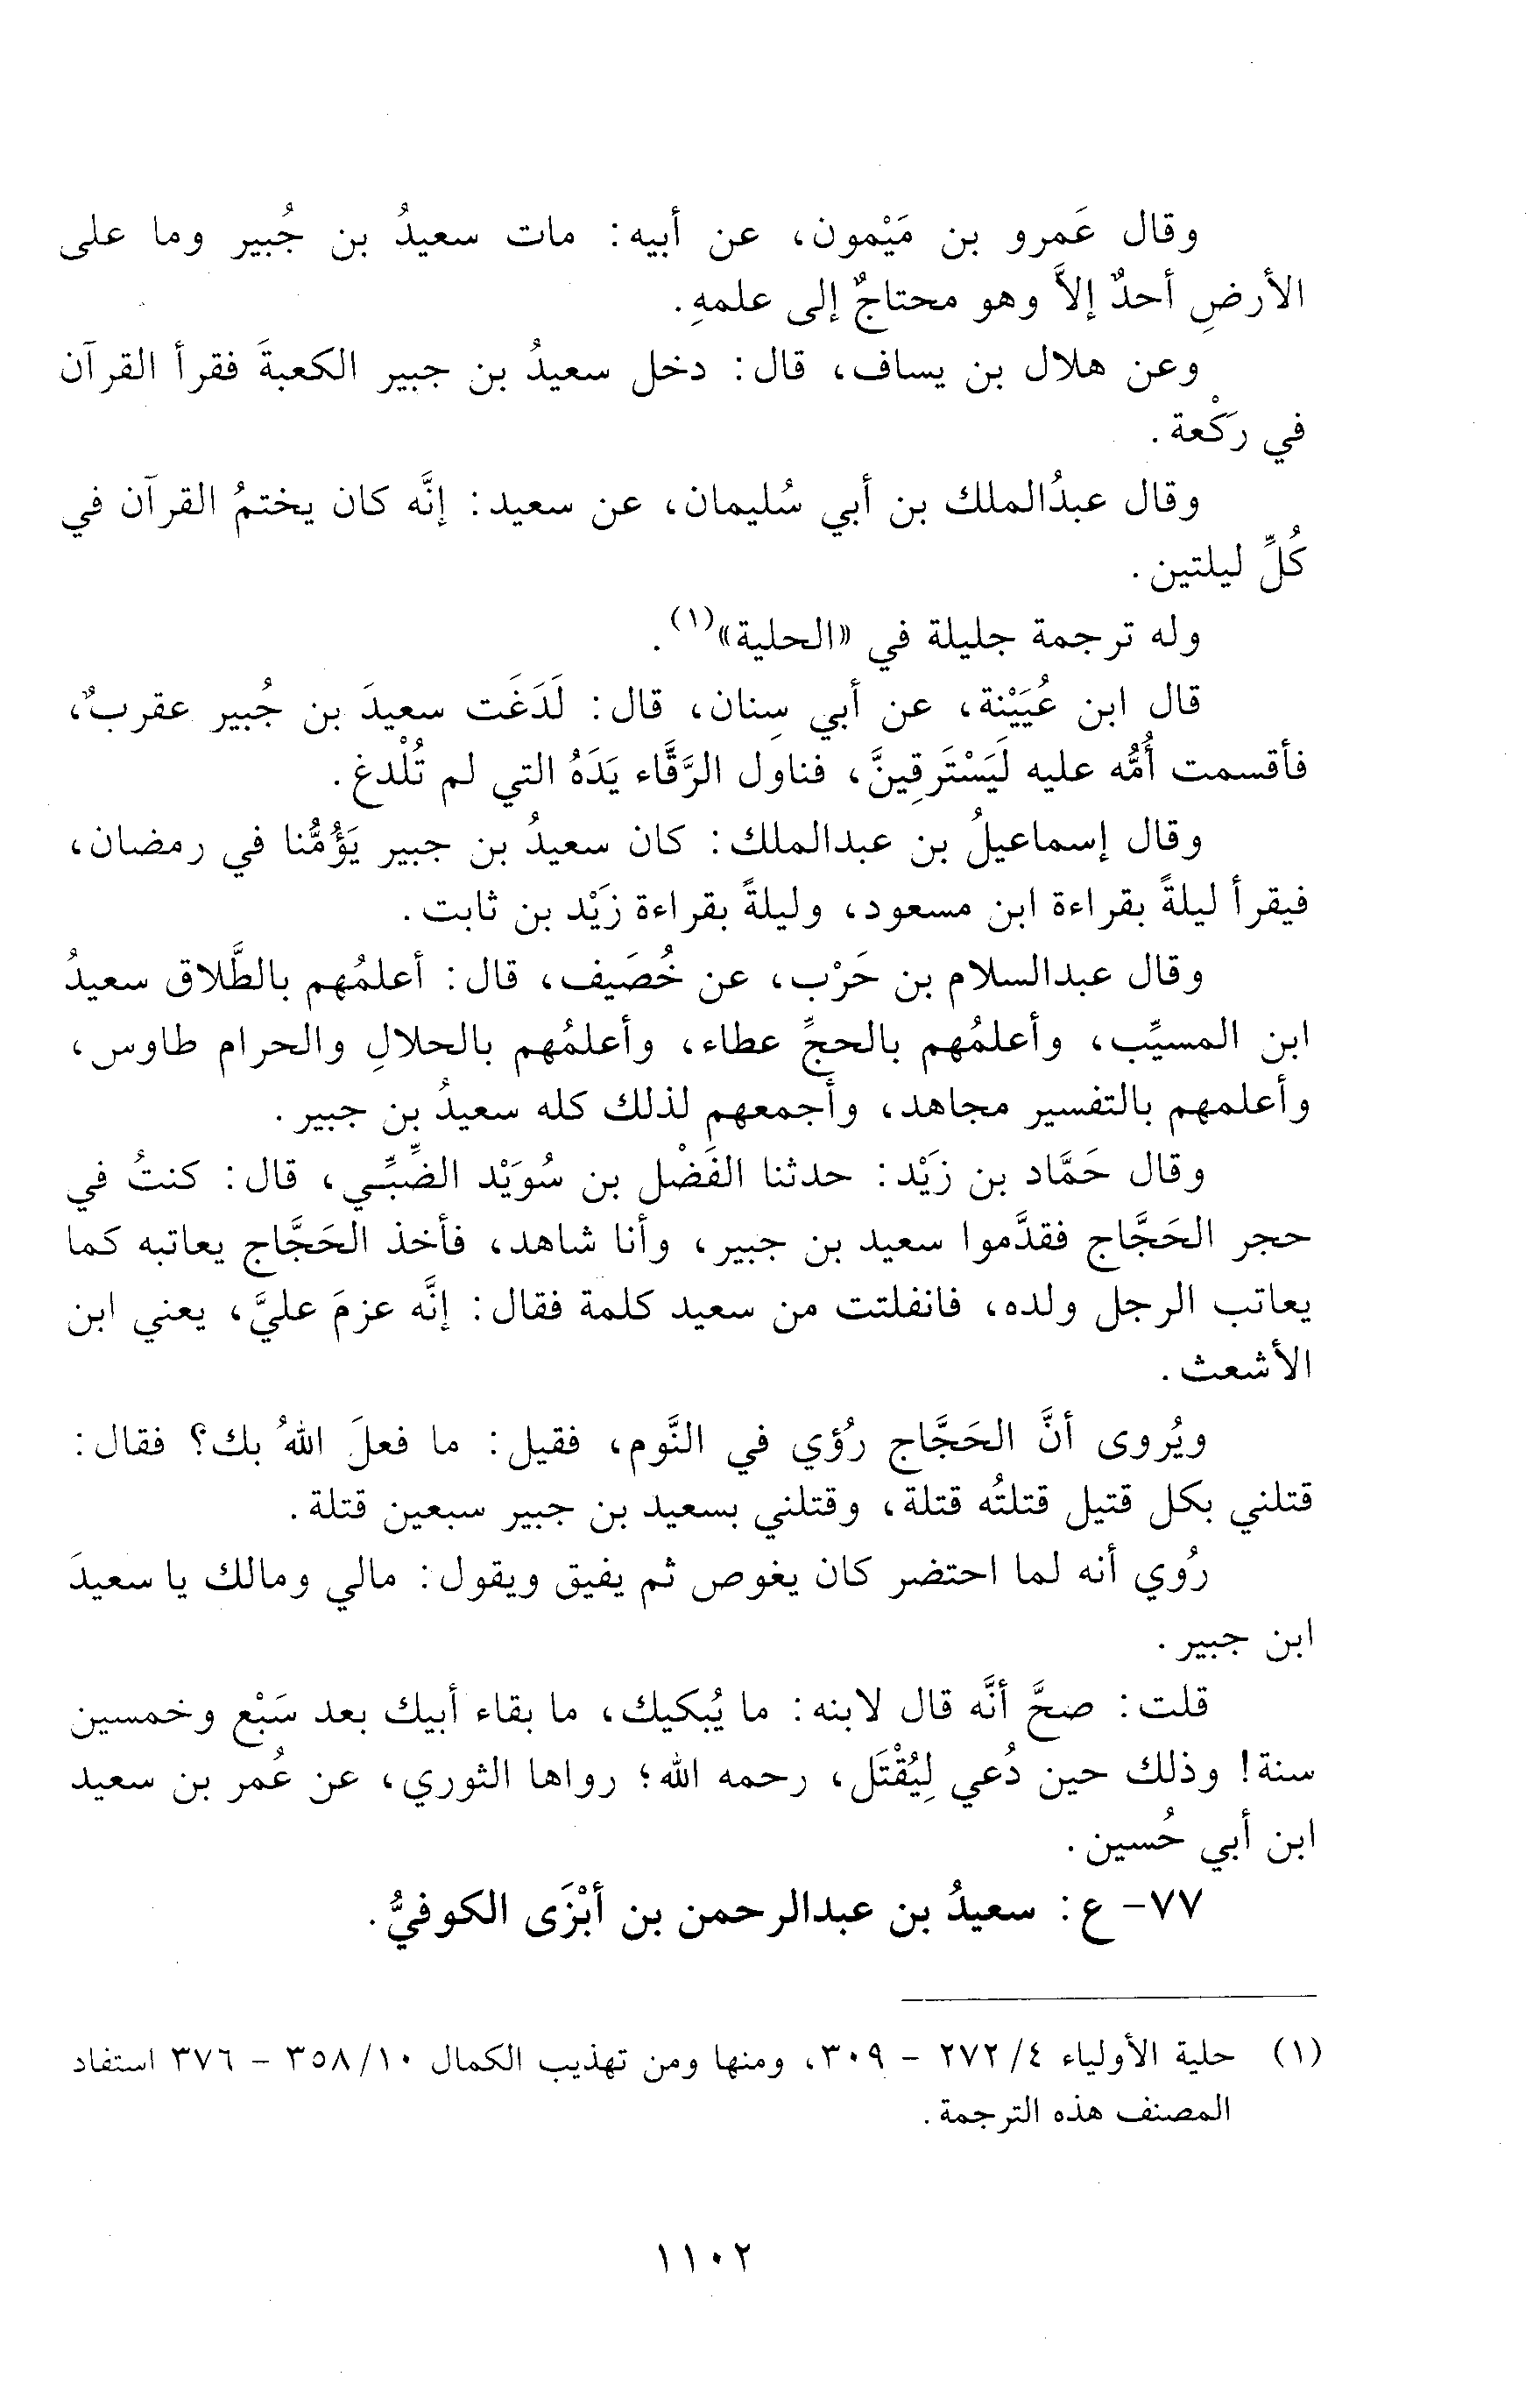 وقال عَمرو بن مَيْمون، عن أبيه: مات سعيدُ بن جُبير وما على
الأرضِ أحدٌ إلاَّ وهو محتاجٌ إلى علمهِ.
وعن هلال بن يساف، قال: دخل سعيدُ بن جبير الكعبةَ فقرأ القرآن
في رَكْعة.
وقال عبدُالملك بن أبي سُليمان، عن سعيد: إنَّه كان يختمُ القرآن في
كُلِّ ليلتين.
وله ترجمة جليلة في «الحلية»(١).
قال ابن عُيَيْنة، عن أبي سِنان، قال: لَدَغَت سعيدَ بن جُبير عقربٌ،
فأقسمت أُمُّه عليه لَيَسْتَرقِينَّ، فناول الرَّقَّاء يَدَهُ التي لم تُلْدغ.
وقال إسماعيلُ بن عبدالملك: كان سعيدُ بن جبير يَؤُمُّنا في رمضان،
فيقرأ ليلةً بقراءة ابن مسعود، وليلةً بقراءة زَيْد بن ثابت.
وقال عبدالسلام بن حَرْب، عن خُصَيف، قال: أعلمُهم بالطَّلاق سعيدُ
ابن المسيِّب، وأعلمُهم بالحجِّ عطاء، وأعلمُهم بالحلالِ والحرام طاوس،
وأعلمهم بالتفسير مجاهد، وأجمعهم لذلك كله سعيدُ بن جبير.
وقال حَمَّاد بن زَيْد: حدثنا الفَضْل بن سُوَيْد الضِّبِّي، قال: كنتُ في
حجر الحَجَّاج فقدَّموا سعيد بن جبير، وأنا شاهد، فأخذ الحَجَّاج يعاتبه كما
يعاتب الرجل ولده، فانفلتت من سعيد كلمة فقال: إنَّه عزمَ عليَّ، يعني ابن
الأشعث.
ويُروى أنَّ الحَجَّاج رُؤي في النَّوم، فقيل: ما فعلَ اللهُ بك؟ فقال:
قتلني بكل قتيل قتلتُه قتلة، وقتلني بسعيد بن جبير سبعين قتلة.
رُوي أنه لما احتضر كان يغوص ثم يفيق ويقول: مالي ومالك يا سعيدَ
ابن جبير.
قلت: صحَّ أنَّه قال لابنه: ما يُبكيك، ما بقاء أبيك بعد سَبْع وخمسين
سنة! وذلك حين دُعي لِيُقْتَل، رحمه الله؛ رواها الثوري، عن عُمر بن سعيد
ابن أبي حُسين.
٧٧- ع: سعيدُ بن عبدالرحمن بن أبْزَى الكوفيُّ.
(١) حلية الأولياء ٤/ ٢٧٢ - ٣٠٩، ومنها ومن تهذيب الكمال ١٠/ ٣٥٨ - ٣٧٦ استفاد
المصنف هذه الترجمة.
١١٠٢